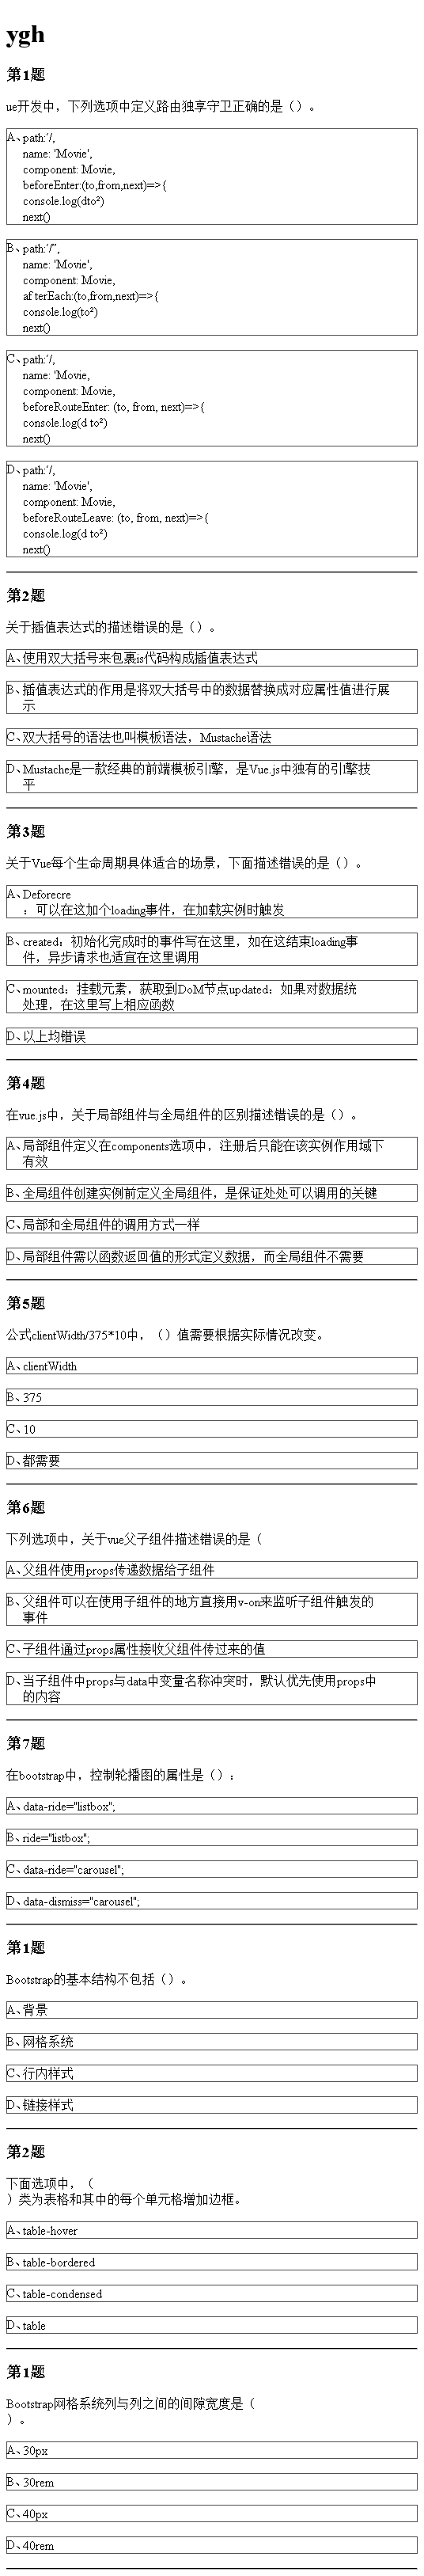 ygh
第1题
ue开发中，下列选项中定义路由独享守卫正确的是（）。
A、path:'/,
name: 'Movie',
component: Movie,
beforeEnter:(to,from,next)=>{
console.log(dto²)
next()
B、path:'/",
name: 'Movie',
component: Movie,
af terEach:(to,from,next)=>{
console.log(to²)
next()
C、path:'/,
name: 'Movie,
component: Movie,
beforeRouteEnter: (to, from, next)=>{
console.log(d to²)
next()
D、path:'/,
name: 'Movie',
component: Movie,
beforeRouteLeave: (to, from, next)=>{
console.log(d to²)
next()
第2题
关于插值表达式的描述错误的是（）。
A、使用双大括号来包裹is代码构成插值表达式
B、插值表达式的作用是将双大括号中的数据替换成对应属性值进行展
示
C、双大括号的语法也叫模板语法，Mustache语法
D、Mustache是一款经典的前端模板引擎，是Vue.js中独有的引擎技
平
第3题
关于Vue每个生命周期具体适合的场景，下面描述错误的是（）。
A、Deforecre
：可以在这加个loading事件，在加载实例时触发
B、created：初始化完成时的事件写在这里，如在这结束loading事
件，异步请求也适宜在这里调用
C、mounted：挂载元素，获取到DoM节点updated：如果对数据统
处理，在这里写上相应函数
D、以上均错误
第4题
在vue.js中，关于局部组件与全局组件的区别描述错误的是（）。
A、局部组件定义在components选项中，注册后只能在该实例作用域下
有效
B、全局组件创建实例前定义全局组件，是保证处处可以调用的关键
C、局部和全局组件的调用方式一样
D、局部组件需以函数返回值的形式定义数据，而全局组件不需要
第5题
公式clientWidth/375*10中，（）值需要根据实际情况改变。
A、clientWidth
B、375
C、10
D、都需要
第6题
下列选项中，关于vue父子组件描述错误的是（
A、父组件使用props传递数据给子组件
B、父组件可以在使用子组件的地方直接用v-on来监听子组件触发的
事件
C、子组件通过props属性接收父组件传过来的值
D、当子组件中props与data中变量名称冲突时，默认优先使用props中
的内容
第7题
在bootstrap中，控制轮播图的属性是（）：
A、data-ride="listbox";
B、ride="listbox";
C、data-ride="carousel";
D、data-dismiss="carousel";
第1题
Bootstrap的基本结构不包括（）。
A、背景
B、网格系统
C、行内样式
D、链接样式
第2题
下面选项中，（
）类为表格和其中的每个单元格增加边框。
A、table-hover
B、table-bordered
C、table-condensed
D、table
第1题
Bootstrap网格系统列与列之间的间隙宽度是（
）。
A、30px
B、30rem
C、40px
D、40rem